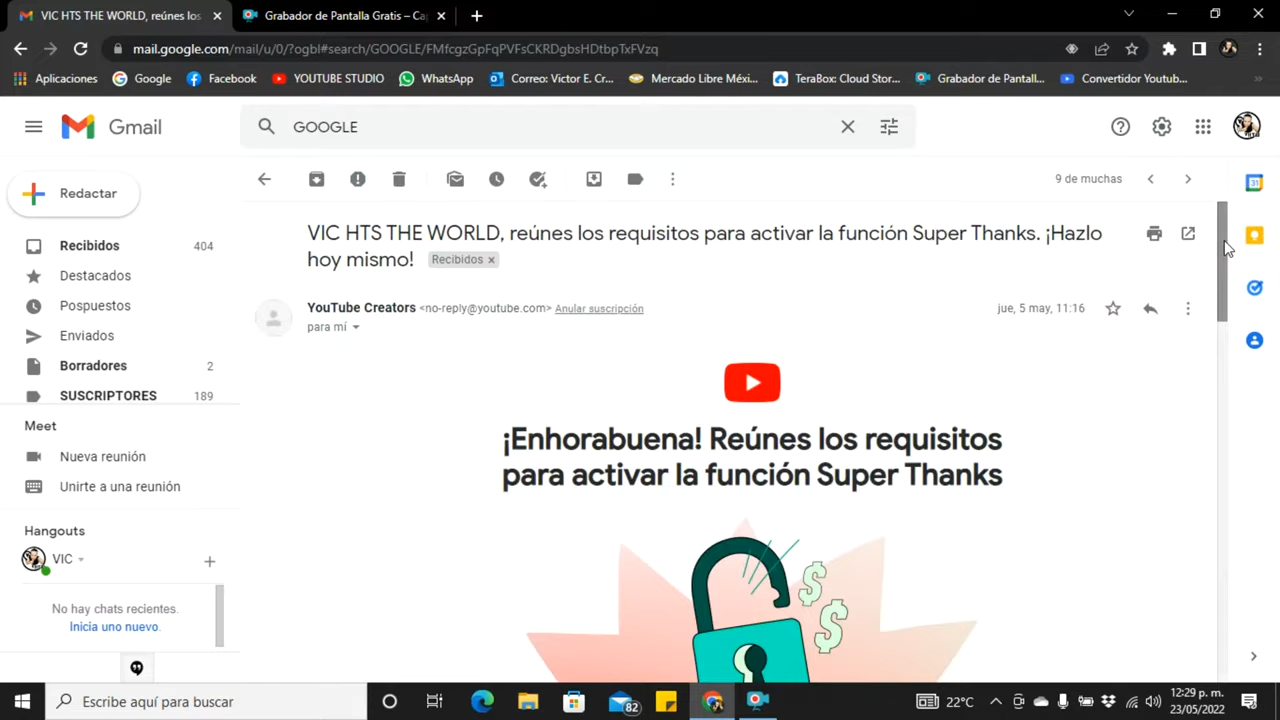 VIC HTS THE WORLD, reúnes los
Grabador de Pantalla Gratis – Ca
mail.google.com/mail/u/0/?ogbl#search/GOOGLE/FMfcgzGpFqPVFsCKRDgbsHDtbpTxFVzq
Aplicaciones
Google
Facebook
YOUTUBE STUDIO
WhatsApp
Correo: Victor E. Cr...
Mercado Libre Méxi...
TeraBox: Cloud Stor...
Grabador de Pantall...
Convertidor Youtub...
Gmail
GOOGLE
Redactar
9 de muchas
Recibidos 404
Destacados
Pospuestos
Enviados
Borradores 2
SUSCRIPTORES 189
Meet
Nueva reunión
Unirte a una reunión
Hangouts
VIC
No hay chats recientes.
Inicia uno nuevo.
VIC HTS THE WORLD, reúnes los requisitos para activar la función Super Thanks. ¡Hazlo
hoy mismo! Recibidos x
YouTube Creators <no-reply@youtube.com> Anular suscripción
jue, 5 may, 11:16
para mí
¡Enhorabuena! Reúnes los requisitos
para activar la función Super Thanks
$
$
31
Escribe aquí para buscar
82
22°C
12:29 p. m.
23/05/2022